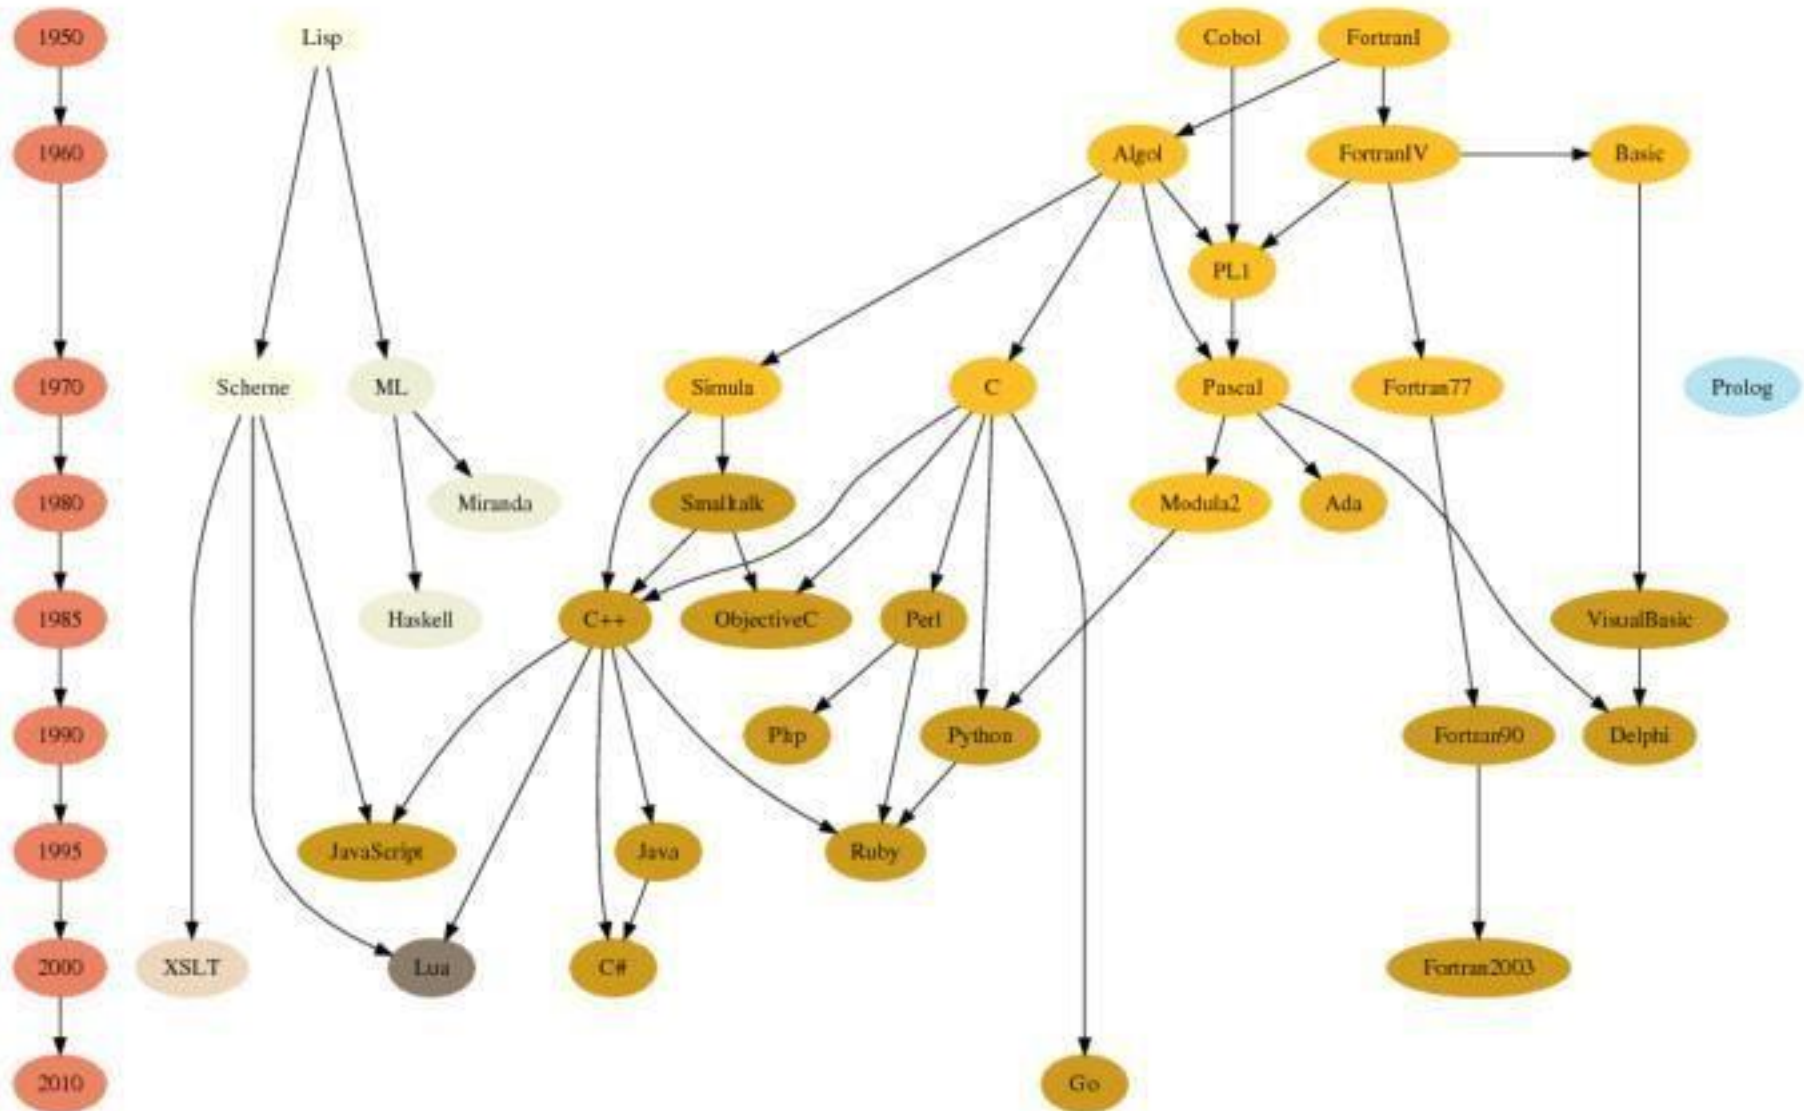 1950
Lisp
Cobol
FortranI
1960
Algol
FortranIV
Basic
PL1
1970
Scheme
ML
Simula
C
Pascal
Fortran77
Prolog
1980
Miranda
Smalltalk
Modula2
Ada
1985
Haskell
C++
ObjectiveC
Perl
VisualBasic
1990
Php
Python
Fortran90
Delphi
1995
JavaScript
Java
Ruby
2000
XSLT
Lua
C#
Fortran2003
2010
Go